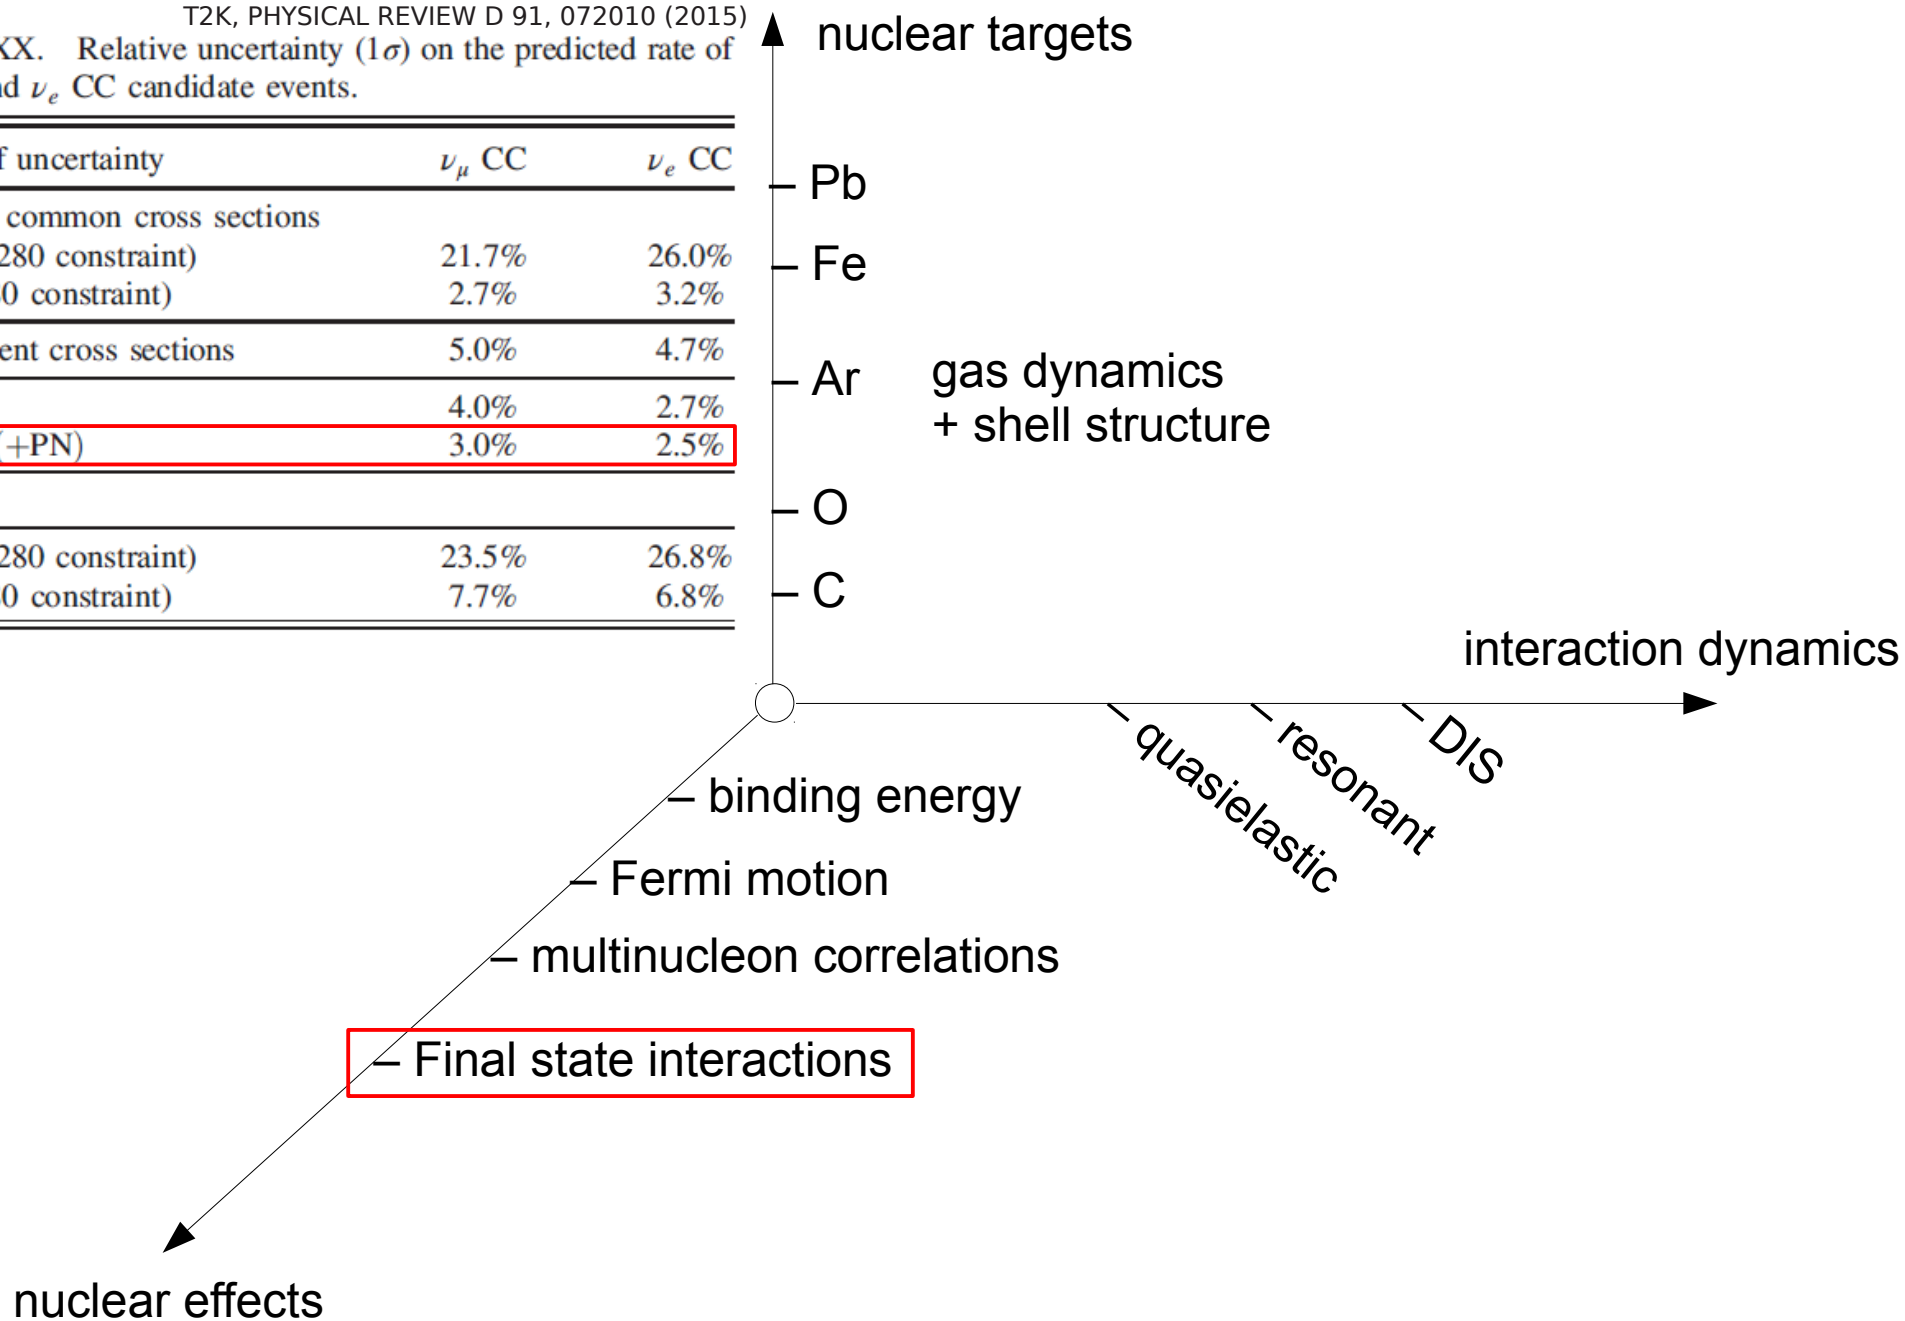 T2K, PHYSICAL REVIEW D 91, 072010 (2015)
XX. Relative uncertainty (1σ) on the predicted rate of
nd ν_e CC candidate events.
f uncertainty ν_μ CC ν_e CC
common cross sections
280 constraint) 21.7% 26.0%
0 constraint) 2.7% 3.2%
ent cross sections 5.0% 4.7%
4.0% 2.7%
(+PN) 3.0% 2.5%
280 constraint) 23.5% 26.8%
0 constraint) 7.7% 6.8%
nuclear targets
– Pb
– Fe
– Ar
gas dynamics
+ shell structure
– O
– C
interaction dynamics
– quasielastic
– resonant
– DIS
– binding energy
– Fermi motion
– multinucleon correlations
– Final state interactions
nuclear effects